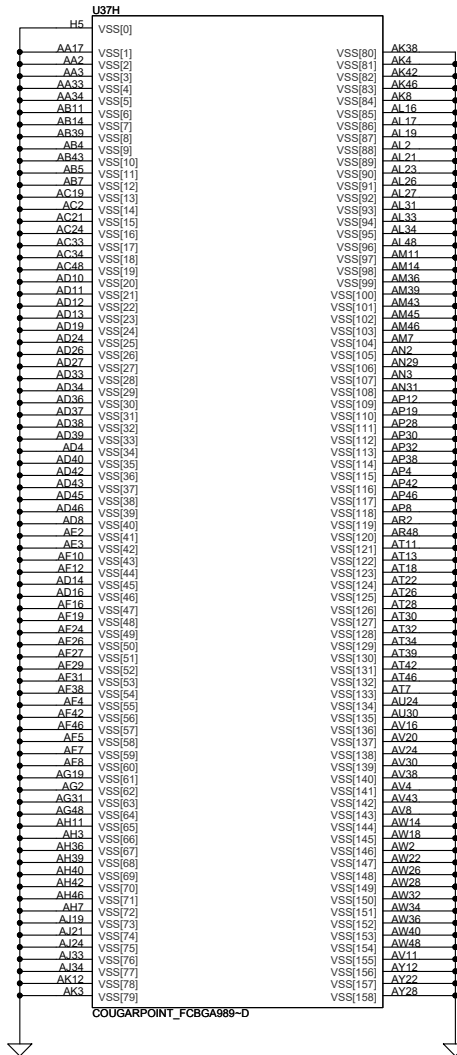 U37H
H5 VSS[0]
AA17 VSS[1]
AA2 VSS[2]
AA3 VSS[3]
AA33 VSS[4]
AA34 VSS[5]
AB11 VSS[6]
AB14 VSS[7]
AB39 VSS[8]
AB4 VSS[9]
AB43 VSS[10]
AB5 VSS[11]
AB7 VSS[12]
AC19 VSS[13]
AC2 VSS[14]
AC21 VSS[15]
AC24 VSS[16]
AC33 VSS[17]
AC34 VSS[18]
AC48 VSS[19]
AD10 VSS[20]
AD11 VSS[21]
AD12 VSS[22]
AD13 VSS[23]
AD19 VSS[24]
AD24 VSS[25]
AD26 VSS[26]
AD27 VSS[27]
AD33 VSS[28]
AD34 VSS[29]
AD36 VSS[30]
AD37 VSS[31]
AD38 VSS[32]
AD39 VSS[33]
AD4 VSS[34]
AD40 VSS[35]
AD42 VSS[36]
AD43 VSS[37]
AD45 VSS[38]
AD46 VSS[39]
AD8 VSS[40]
AE2 VSS[41]
AE3 VSS[42]
AF10 VSS[43]
AF12 VSS[44]
AD14 VSS[45]
AD16 VSS[46]
AF16 VSS[47]
AF19 VSS[48]
AF24 VSS[49]
AF26 VSS[50]
AF27 VSS[51]
AF29 VSS[52]
AF31 VSS[53]
AF38 VSS[54]
AF4 VSS[55]
AF42 VSS[56]
AF46 VSS[57]
AF5 VSS[58]
AF7 VSS[59]
AF8 VSS[60]
AG19 VSS[61]
AG2 VSS[62]
AG31 VSS[63]
AG48 VSS[64]
AH11 VSS[65]
AH3 VSS[66]
AH36 VSS[67]
AH39 VSS[68]
AH40 VSS[69]
AH42 VSS[70]
AH46 VSS[71]
AH7 VSS[72]
AJ19 VSS[73]
AJ21 VSS[74]
AJ24 VSS[75]
AJ33 VSS[76]
AJ34 VSS[77]
AK12 VSS[78]
AK3 VSS[79]
VSS[80] AK38
VSS[81] AK4
VSS[82] AK42
VSS[83] AK46
VSS[84] AK8
VSS[85] AL16
VSS[86] AL17
VSS[87] AL19
VSS[88] AL2
VSS[89] AL21
VSS[90] AL23
VSS[91] AL26
VSS[92] AL27
VSS[93] AL31
VSS[94] AL33
VSS[95] AL34
VSS[96] AL48
VSS[97] AM11
VSS[98] AM14
VSS[99] AM36
VSS[100] AM39
VSS[101] AM43
VSS[102] AM45
VSS[103] AM46
VSS[104] AM7
VSS[105] AN2
VSS[106] AN29
VSS[107] AN3
VSS[108] AN31
VSS[109] AP12
VSS[110] AP19
VSS[111] AP28
VSS[112] AP30
VSS[113] AP32
VSS[114] AP38
VSS[115] AP4
VSS[116] AP42
VSS[117] AP46
VSS[118] AP8
VSS[119] AR2
VSS[120] AR48
VSS[121] AT11
VSS[122] AT13
VSS[123] AT18
VSS[124] AT22
VSS[125] AT26
VSS[126] AT28
VSS[127] AT30
VSS[128] AT32
VSS[129] AT34
VSS[130] AT39
VSS[131] AT42
VSS[132] AT46
VSS[133] AT7
VSS[134] AU24
VSS[135] AU30
VSS[136] AV16
VSS[137] AV20
VSS[138] AV24
VSS[139] AV30
VSS[140] AV38
VSS[141] AV4
VSS[142] AV43
VSS[143] AV8
VSS[144] AW14
VSS[145] AW18
VSS[146] AW2
VSS[147] AW22
VSS[148] AW26
VSS[149] AW28
VSS[150] AW32
VSS[151] AW34
VSS[152] AW36
VSS[153] AW40
VSS[154] AW48
VSS[155] AV11
VSS[156] AY12
VSS[157] AY22
VSS[158] AY28
COUGARPOINT_FCBGA989~D